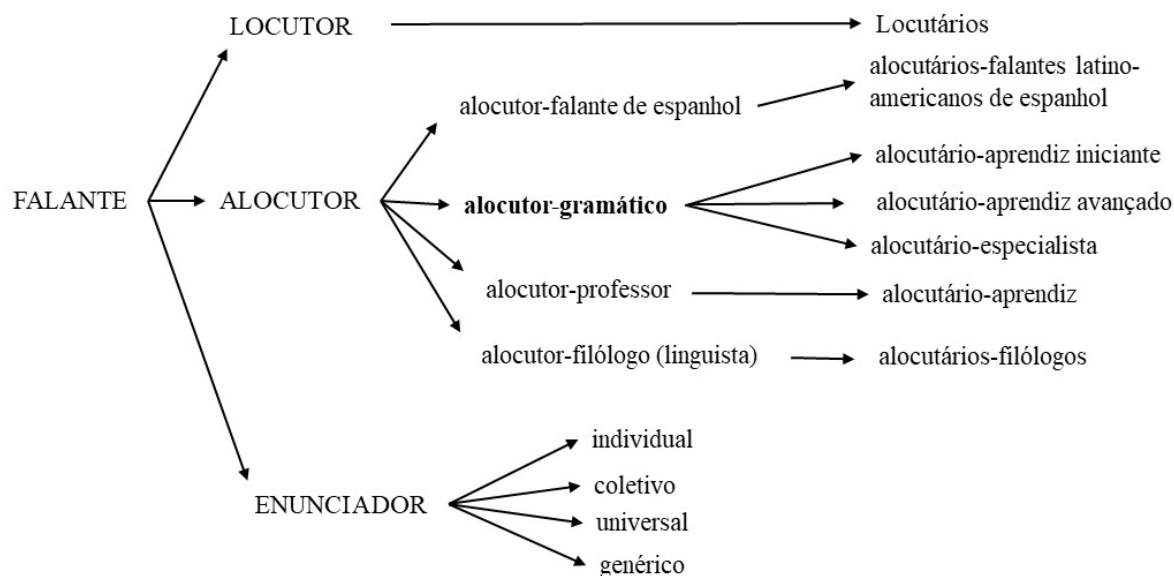 LOCUTOR
Locutários
alocutor-falante de espanhol
alocutários-falantes latino-
americanos de espanhol
FALANTE
ALOCUTOR
alocutor-gramático
alocutário-aprendiz iniciante
alocutário-aprendiz avançado
alocutário-especialista
alocutor-professor
alocutário-aprendiz
alocutor-filólogo (linguista)
alocutários-filólogos
ENUNCIADOR
individual
coletivo
universal
genérico